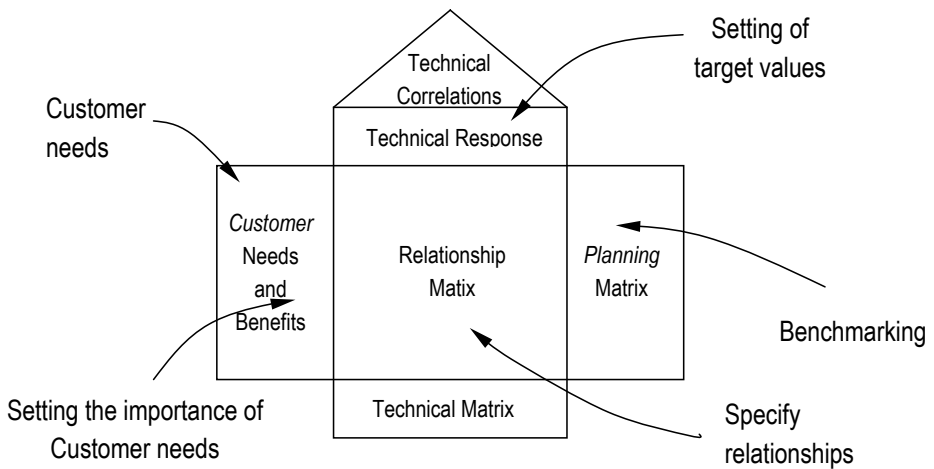 Setting of
target values
Technical
Correlations
Customer
needs
Technical Response
Customer
Needs
and
Benefits
Relationship
Matix
Planning
Matrix
Benchmarking
Setting the importance of
Customer needs
Technical Matrix
Specify
relationships